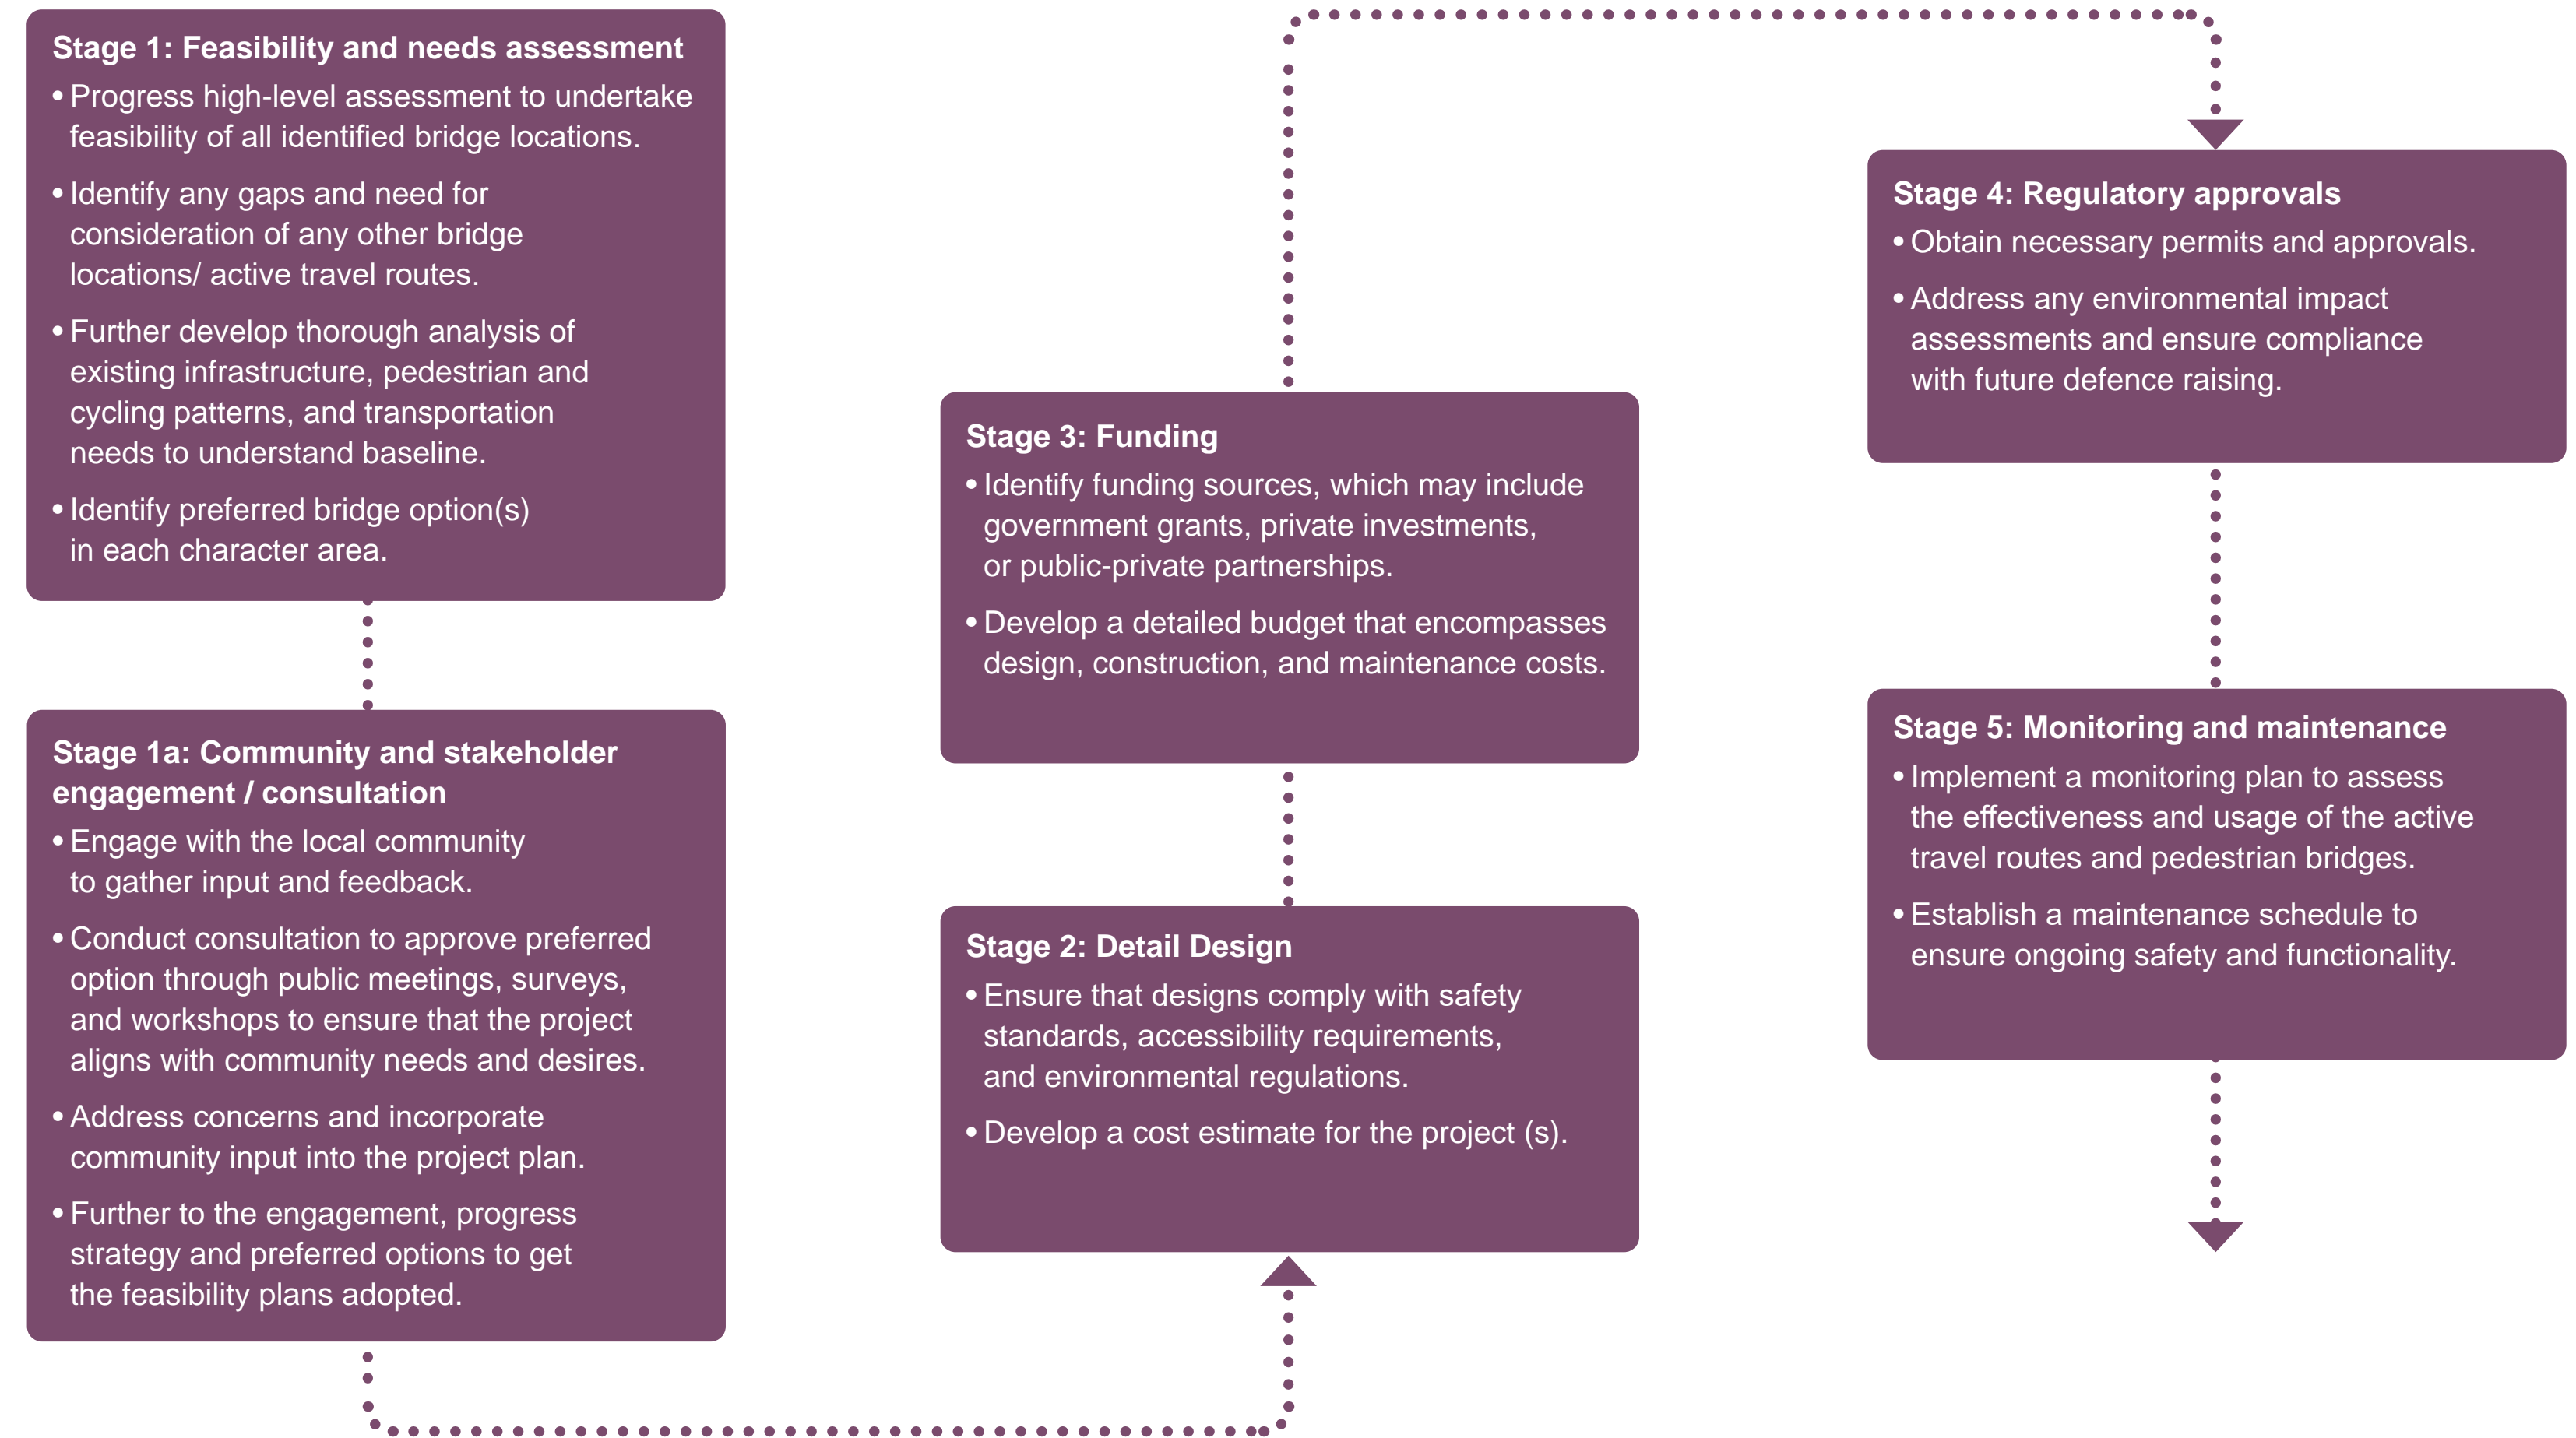 Stage 1: Feasibility and needs assessment
• Progress high-level assessment to undertake
feasibility of all identified bridge locations.
• Identify any gaps and need for
consideration of any other bridge
locations/ active travel routes.
• Further develop thorough analysis of
existing infrastructure, pedestrian and
cycling patterns, and transportation
needs to understand baseline.
• Identify preferred bridge option(s)
in each character area.
Stage 1a: Community and stakeholder
engagement / consultation
• Engage with the local community
to gather input and feedback.
• Conduct consultation to approve preferred
option through public meetings, surveys,
and workshops to ensure that the project
aligns with community needs and desires.
• Address concerns and incorporate
community input into the project plan.
• Further to the engagement, progress
strategy and preferred options to get
the feasibility plans adopted.
Stage 2: Detail Design
• Ensure that designs comply with safety
standards, accessibility requirements,
and environmental regulations.
• Develop a cost estimate for the project (s).
Stage 3: Funding
• Identify funding sources, which may include
government grants, private investments,
or public-private partnerships.
• Develop a detailed budget that encompasses
design, construction, and maintenance costs.
Stage 4: Regulatory approvals
• Obtain necessary permits and approvals.
• Address any environmental impact
assessments and ensure compliance
with future defence raising.
Stage 5: Monitoring and maintenance
• Implement a monitoring plan to assess
the effectiveness and usage of the active
travel routes and pedestrian bridges.
• Establish a maintenance schedule to
ensure ongoing safety and functionality.